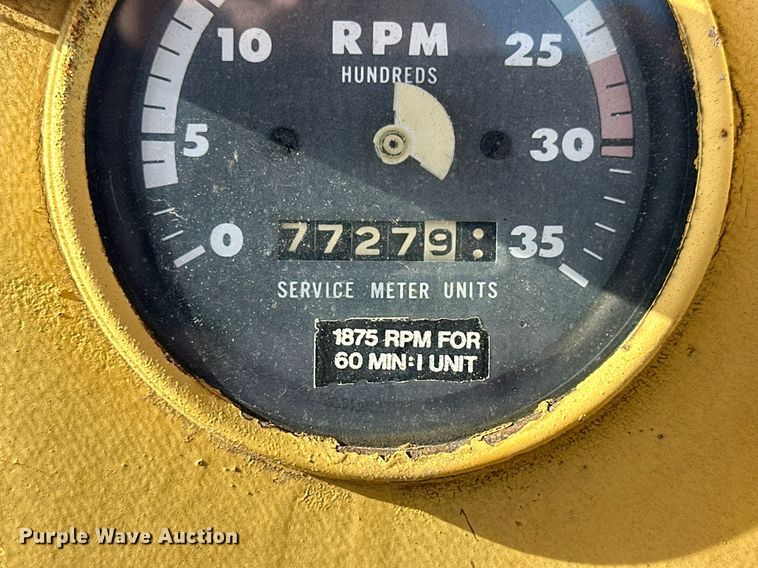 10 RPM 25
HUNDREDS
5 30
0 77279 35
SERVICE METER UNITS
1875 RPM FOR
60 MIN:1 UNIT
Purple Wave Auction